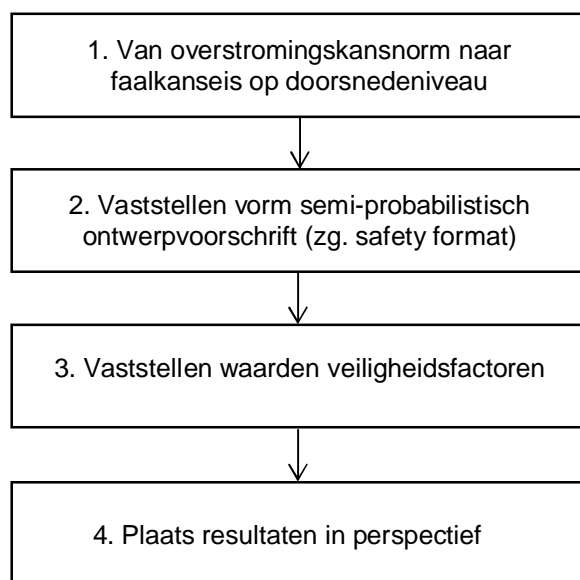 1. Van overstromingskansnorm naar
faalkanseis op doorsnedeniveau
2. Vaststellen vorm semi-probabilistisch
ontwerpvoorschrift (zg. safety format)
3. Vaststellen waarden veiligheidsfactoren
4. Plaats resultaten in perspectief